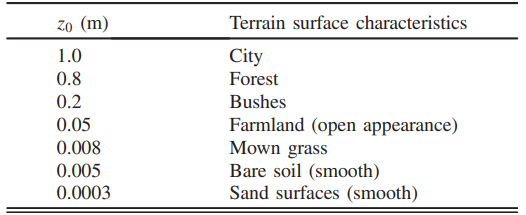 z0 (m) Terrain surface characteristics
1.0 City
0.8 Forest
0.2 Bushes
0.05 Farmland (open appearance)
0.008 Mown grass
0.005 Bare soil (smooth)
0.0003 Sand surfaces (smooth)